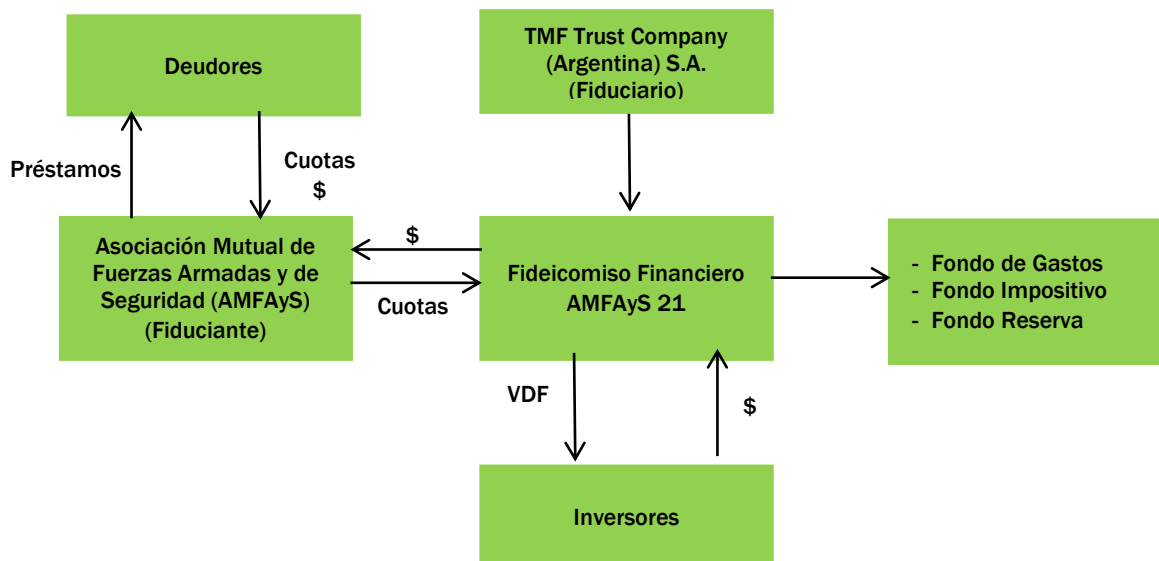 Deudores
TMF Trust Company
(Argentina) S.A.
(Fiduciario)
Préstamos
Cuotas
$
Asociación Mutual de
Fuerzas Armadas y de
Seguridad (AMFAyS)
(Fiduciante)
$
Cuotas
Fideicomiso Financiero
AMFAyS 21
- Fondo de Gastos
- Fondo Impositivo
- Fondo Reserva
VDF
$
Inversores